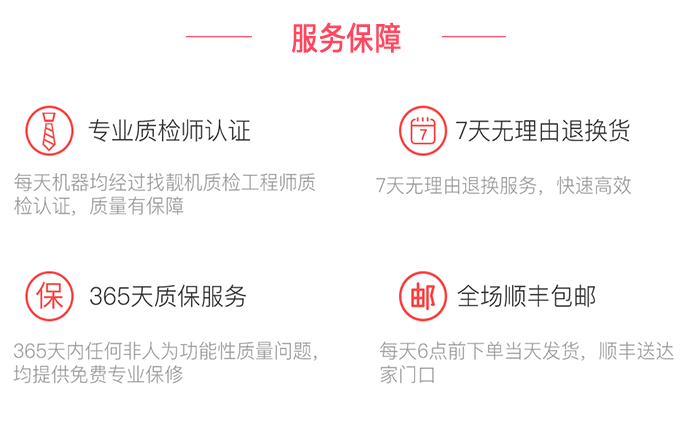 服务保障
专业质检师认证
每天机器均经过找靓机质检工程师质
检认证，质量有保障
7
7天无理由退换货
7天无理由退换服务，快速高效
保
365天质保服务
365天内任何非人为功能性质量问题，
均提供免费专业保修
邮
全场顺丰包邮
每天6点前下单当天发货，顺丰送达
家门口